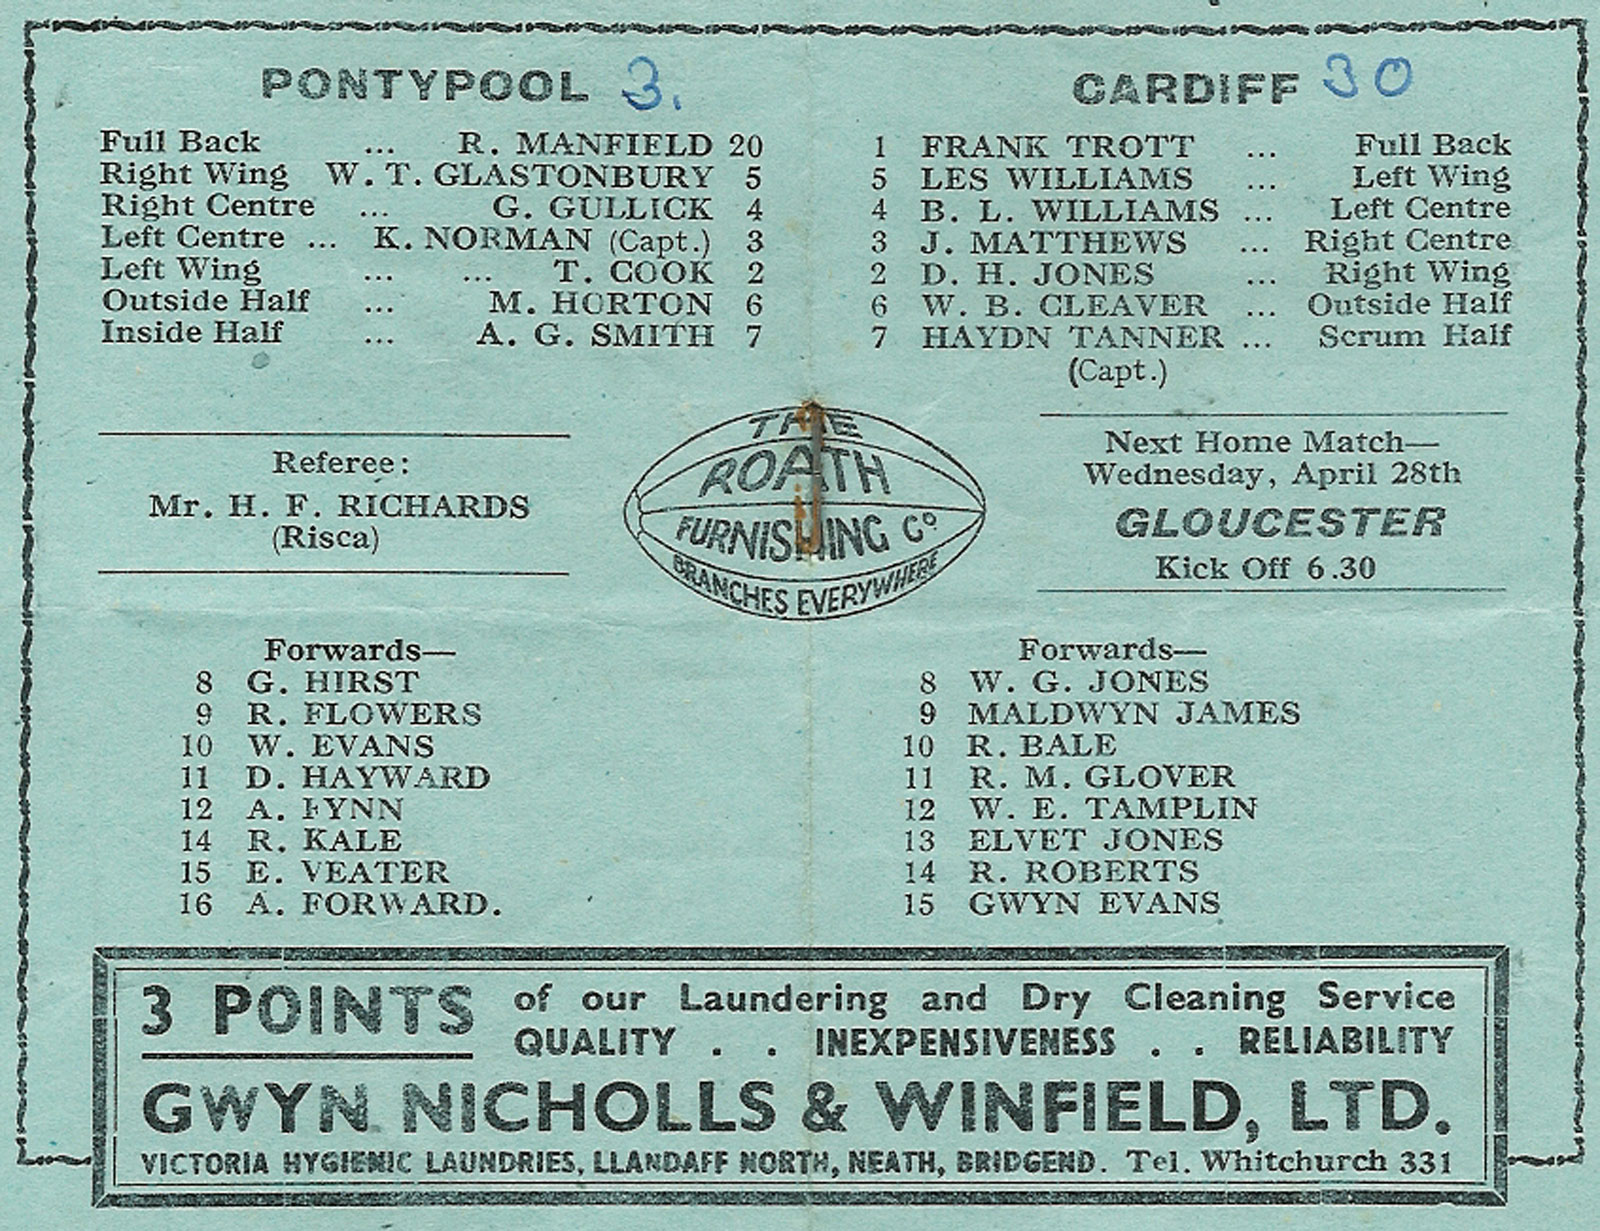 PONTYPOOL 3.
Full Back ... R. MANFIELD 20
Right Wing W. T. GLASTONBURY 5
Right Centre ... G. GULLICK 4
Left Centre ... K. NORMAN (Capt.) 3
Left Wing ... ... T. COOK 2
Outside Half ... M. HORTON 6
Inside Half ... A. G. SMITH 7
CARDIFF 30
1 FRANK TROTT ... Full Back
5 LES WILLIAMS ... Left Wing
4 B. L. WILLIAMS ... Left Centre
3 J. MATTHEWS ... Right Centre
2 D. H. JONES ... Right Wing
6 W. B. CLEAVER ... Outside Half
7 HAYDN TANNER ... Scrum Half
(Capt.)
Referee:
Mr. H. F. RICHARDS
(Risca)
THE
ROATH
FURNISHING Co
BRANCHES EVERYWHERE
Next Home Match—
Wednesday, April 28th
GLOUCESTER
Kick Off 6.30
Forwards—
8 G. HIRST
9 R. FLOWERS
10 W. EVANS
11 D. HAYWARD
12 A. FYNN
14 R. KALE
15 E. VEATER
16 A. FORWARD.
Forwards—
8 W. G. JONES
9 MALDWYN JAMES
10 R. BALE
11 R. M. GLOVER
12 W. E. TAMPLIN
13 ELVET JONES
14 R. ROBERTS
15 GWYN EVANS
3 POINTS of our Laundering and Dry Cleaning Service
QUALITY . . INEXPENSIVENESS . . RELIABILITY
GWYN NICHOLLS & WINFIELD, LTD.
VICTORIA HYGIENIC LAUNDRIES, LLANDAFF NORTH, NEATH, BRIDGEND. Tel. Whitchurch 331